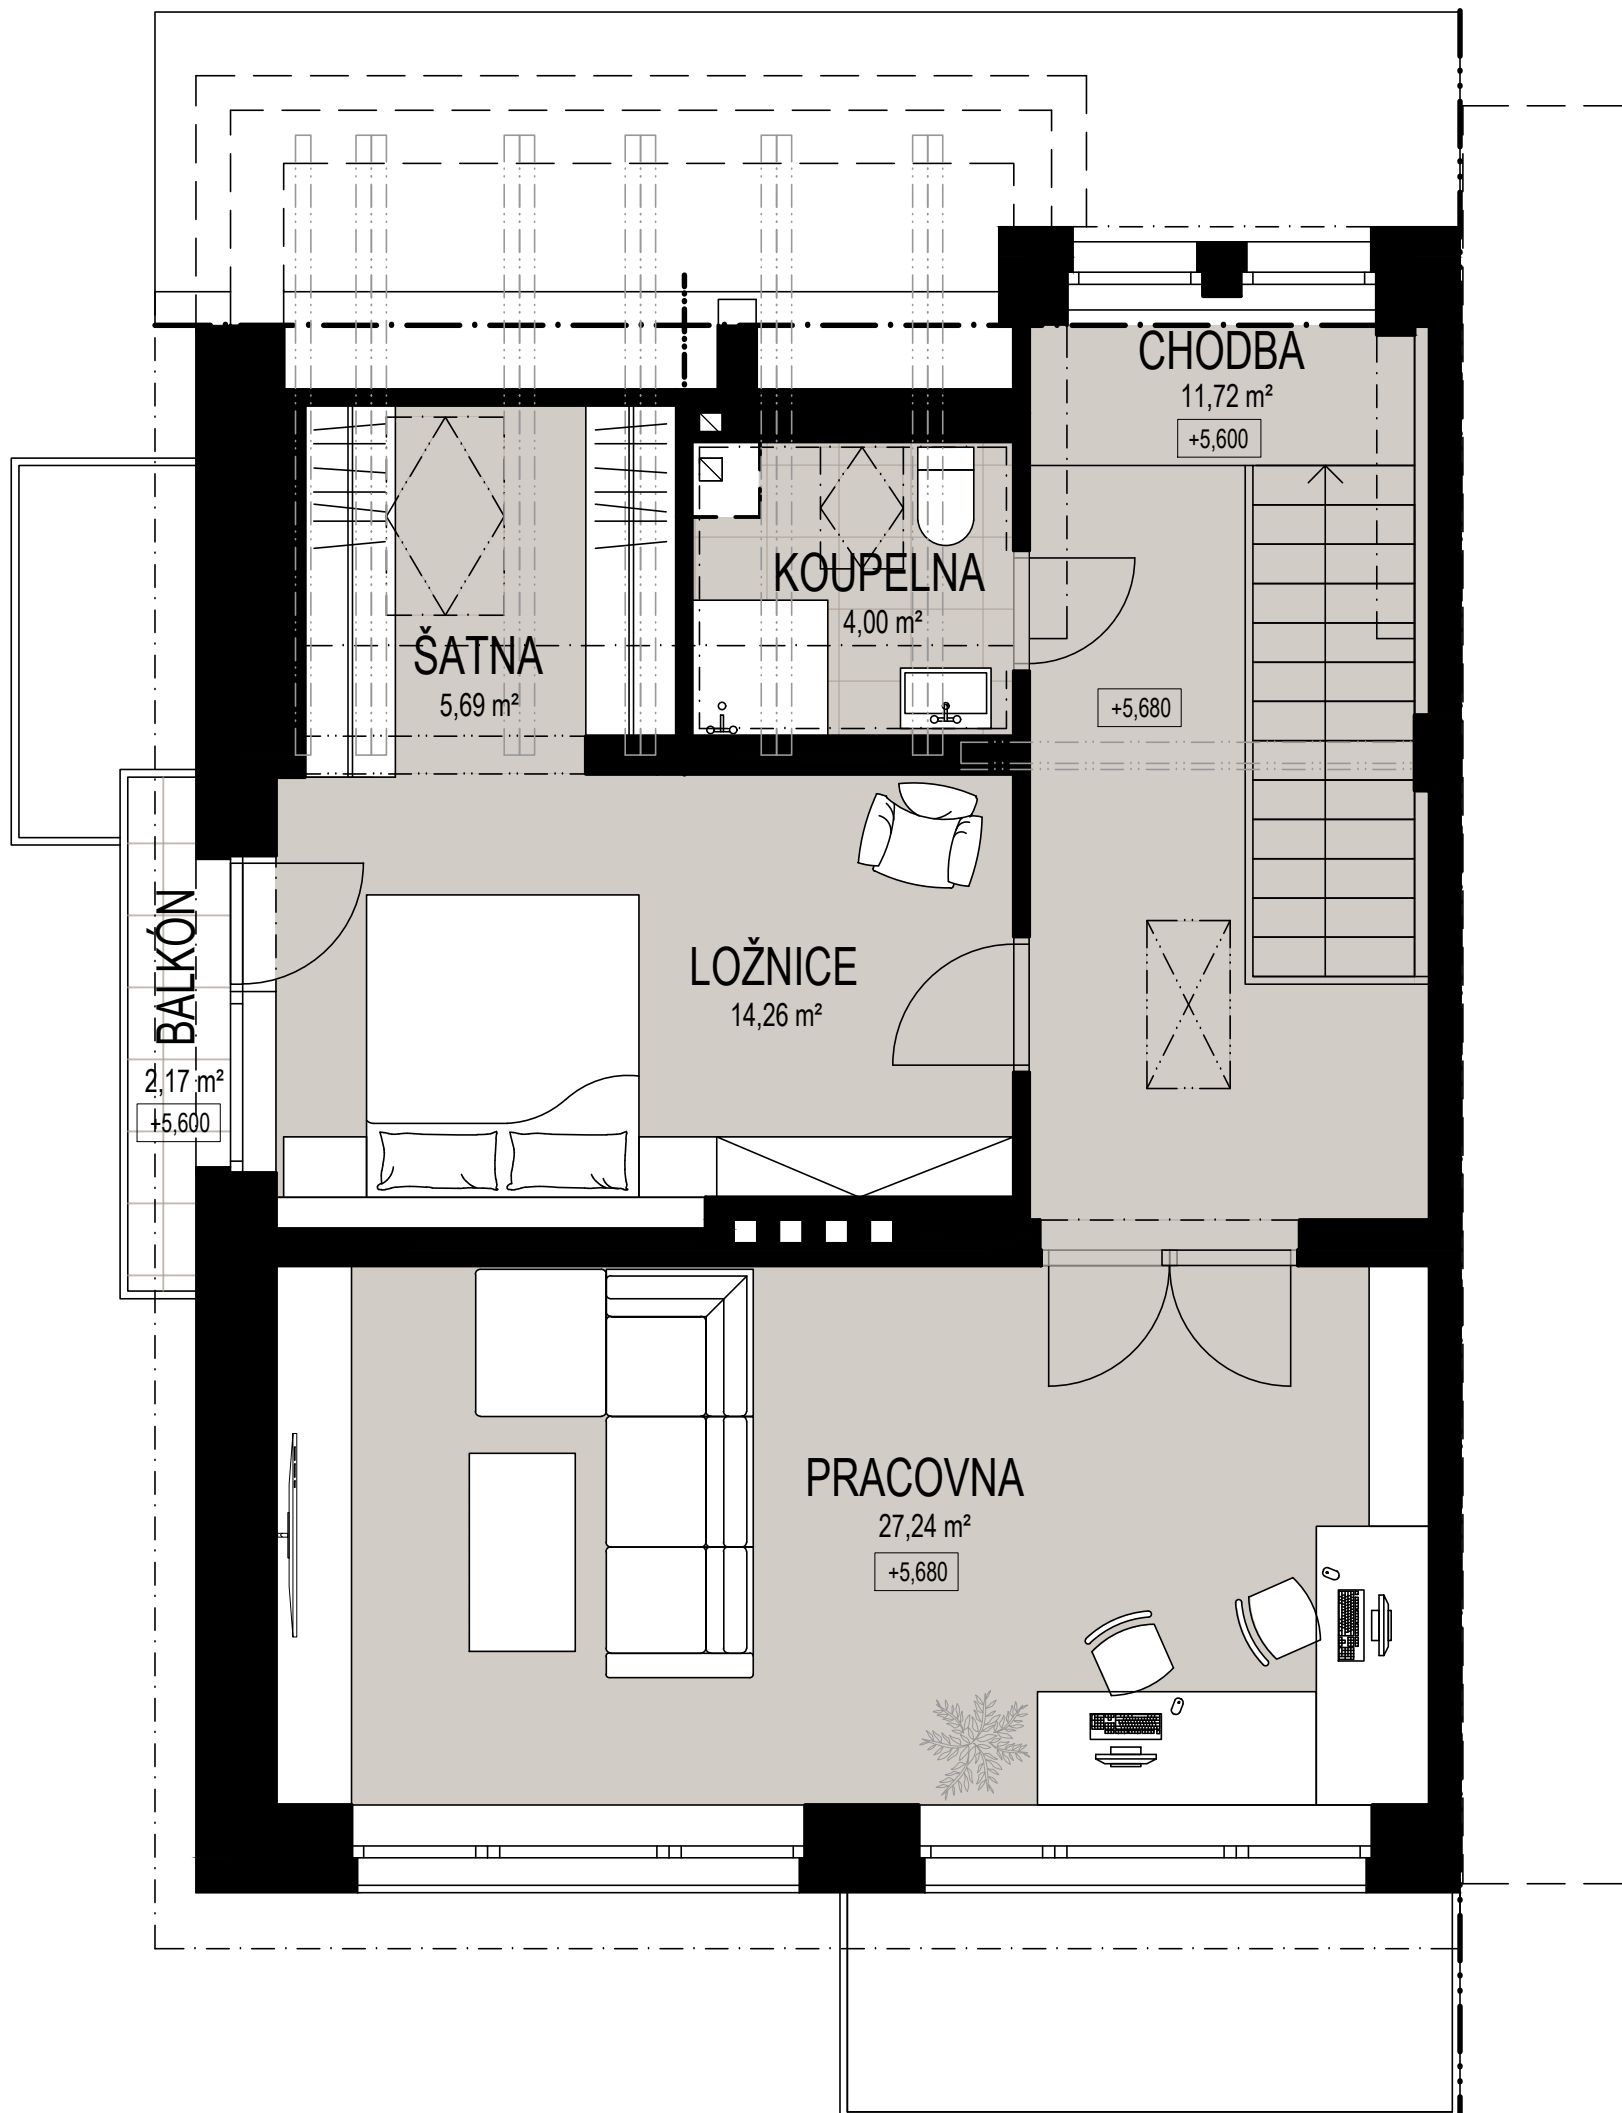 CHODBA
11,72 m²
+5,600
KOUPELNA
4,00 m²
ŠATNA
5,69 m²
+5,680
LOŽNICE
14,26 m²
BALKÓN
2,17 m²
+5,600
PRACOVNA
27,24 m²
+5,680